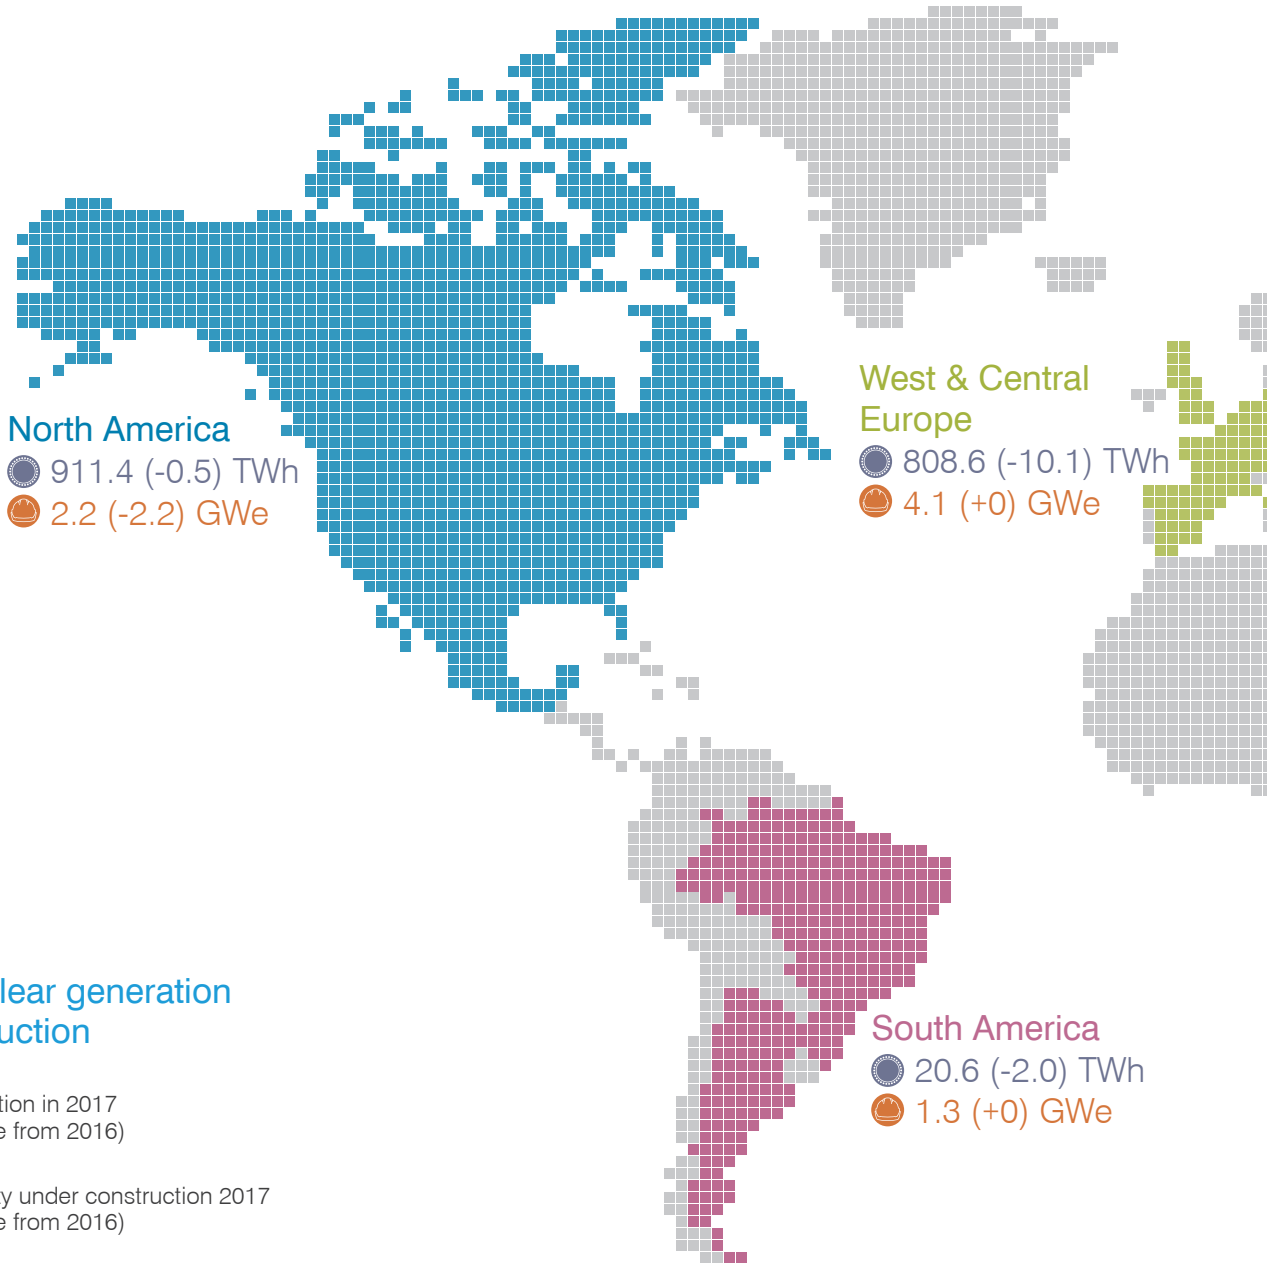 West & Central
Europe
808.6 (-10.1) TWh
4.1 (+0) GWe
North America
911.4 (-0.5) TWh
2.2 (-2.2) GWe
lear generation
uction
South America
20.6 (-2.0) TWh
1.3 (+0) GWe
tion in 2017
e from 2016)
ty under construction 2017
e from 2016)